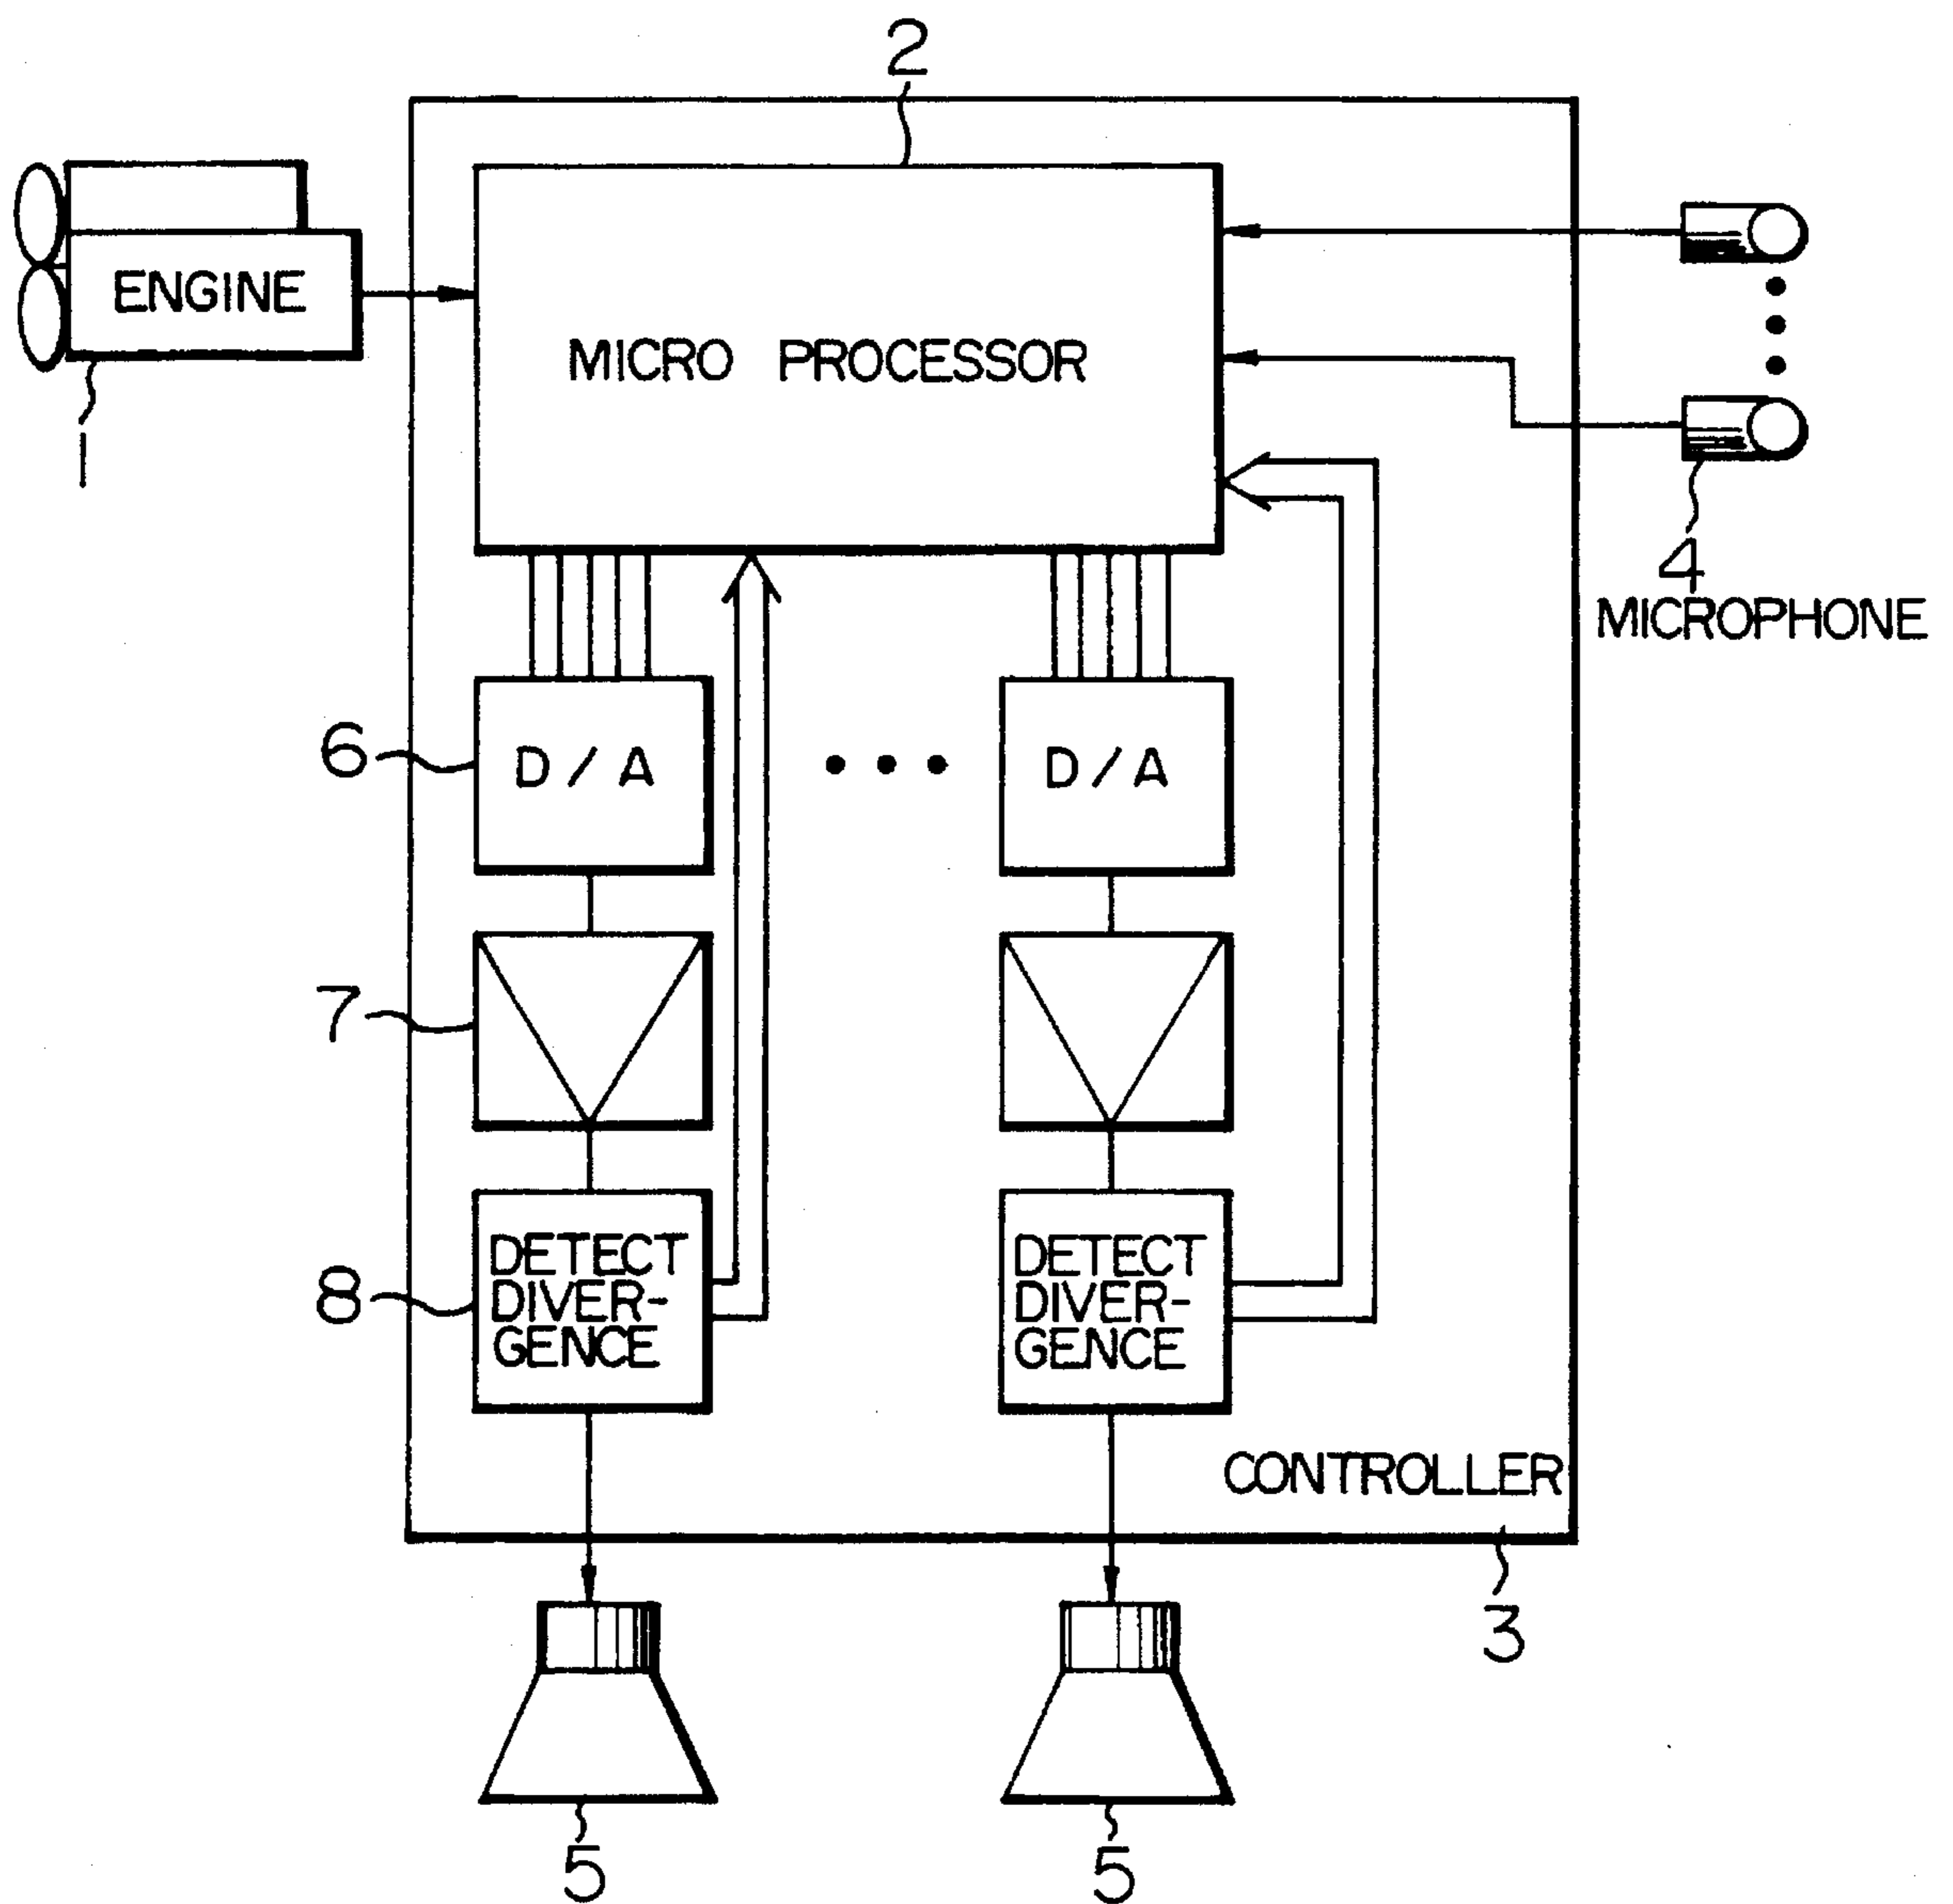 2
ENGINE
MICRO PROCESSOR
1
4
MICROPHONE
6
D/A
D/A
7
8
DETECT
DIVER-
GENCE
DETECT
DIVER-
GENCE
CONTROLLER
3
5
5